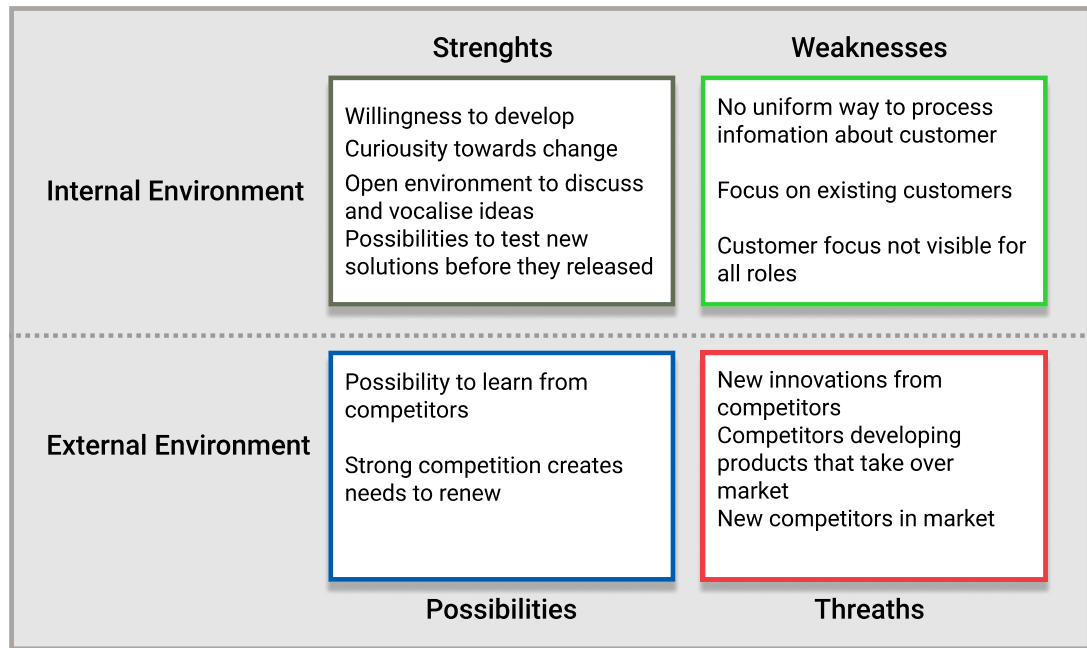 Strenghts
Weaknesses
Internal Environment
Willingness to develop
Curiousity towards change
Open environment to discuss
and vocalise ideas
Possibilities to test new
solutions before they released
No uniform way to process
infomation about customer
Focus on existing customers
Customer focus not visible for
all roles
External Environment
Possibility to learn from
competitors
Strong competition creates
needs to renew
New innovations from
competitors
Competitors developing
products that take over
market
New competitors in market
Possibilities
Threaths